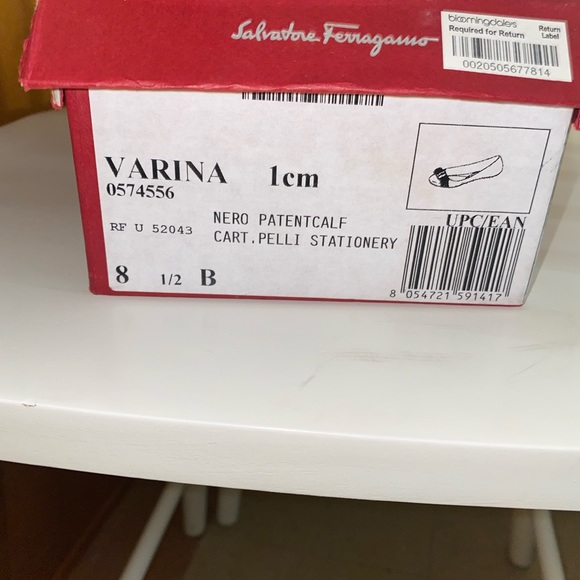 Salvatore Ferragamo
bloomingdales
Required for Return
Return
Label
0020505677814
VARINA 1cm
0574556
RF U 52043
NERO PATENTCALF
CART.PELLI STATIONERY
UPC/EAN
8 1/2 B
8 054721 591417